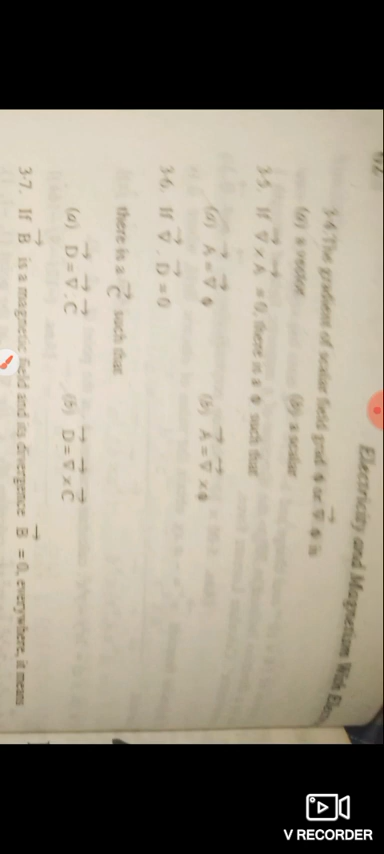 Electricity and Magnetism With
3·4 The gradient of scalar field grad φ or ∇⃗ φ is
(a) a vector (b) a scalar
3·5. If ∇⃗ × A⃗ = 0, there is a φ such that
(a) A⃗ = ∇⃗ φ (b) A⃗ = ∇⃗ × φ
3·6. If ∇⃗ . D⃗ = 0
there is a C⃗ such that
(a) D⃗ = ∇⃗ . C⃗ (b) D⃗ = ∇⃗ × C⃗
3·7. If B⃗ is a magnetic field and its divergence B⃗ = 0, everywhere, it means
V RECORDER